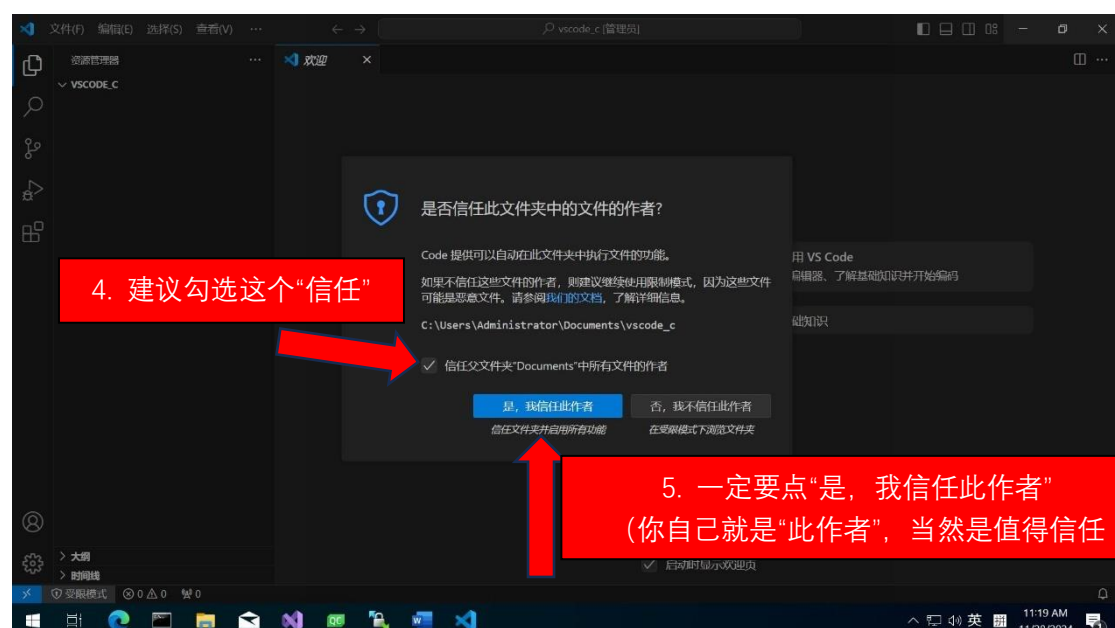 文件(F) 编辑(E) 选择(S) 查看(V) ··· vscode_c [管理员]
资源管理器 ··· 欢迎
VSCODE_C
是否信任此文件夹中的文件的作者?
Code 提供可以自动在此文件夹中执行文件的功能。
用 VS Code
4. 建议勾选这个“信任”
如果不信任这些文件的作者，则建议继续使用限制模式，因为这些文件
编辑器、了解基础知识并开始编码
可能是恶意文件。请参阅我们的文档，了解详细信息。
C:\Users\Administrator\Documents\vscode_c
础知识
信任父文件夹"Documents"中所有文件的作者
是，我信任此作者 否，我不信任此作者
信任文件夹并启用所有功能 在受限模式下浏览文件夹
5. 一定要点“是，我信任此作者”
（你自己就是“此作者”，当然是值得信任
大纲
启动时显示欢迎页
时间线
受限模式 0 0 0
QC
英 拼 11:19 AM